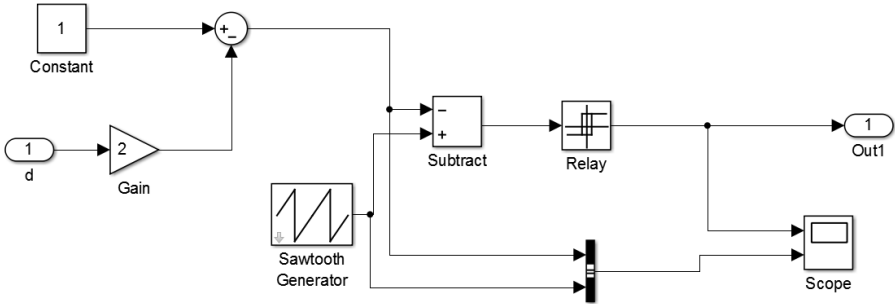 1
Constant
+
−
1
d
2
Gain
−
+
Subtract
Relay
1
Out1
Sawtooth
Generator
Scope